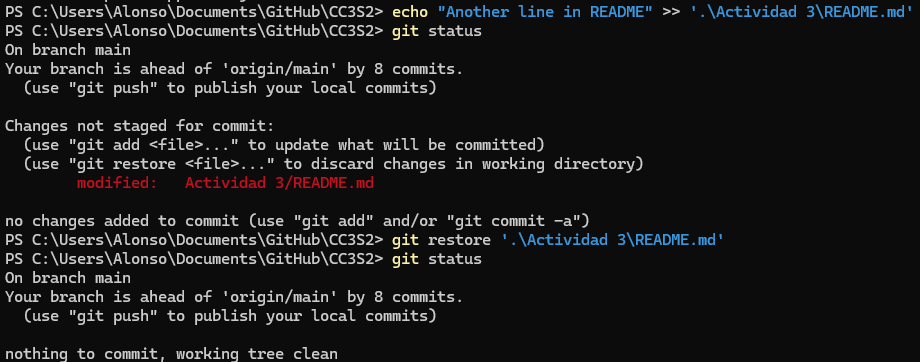 PS C:\Users\Alonso\Documents\GitHub\CC3S2> echo "Another line in README" >> '.\Actividad 3\README.md'
PS C:\Users\Alonso\Documents\GitHub\CC3S2> git status
On branch main
Your branch is ahead of 'origin/main' by 8 commits.
  (use "git push" to publish your local commits)

Changes not staged for commit:
  (use "git add <file>..." to update what will be committed)
  (use "git restore <file>..." to discard changes in working directory)
        modified:   Actividad 3/README.md

no changes added to commit (use "git add" and/or "git commit -a")
PS C:\Users\Alonso\Documents\GitHub\CC3S2> git restore '.\Actividad 3\README.md'
PS C:\Users\Alonso\Documents\GitHub\CC3S2> git status
On branch main
Your branch is ahead of 'origin/main' by 8 commits.
  (use "git push" to publish your local commits)

nothing to commit, working tree clean